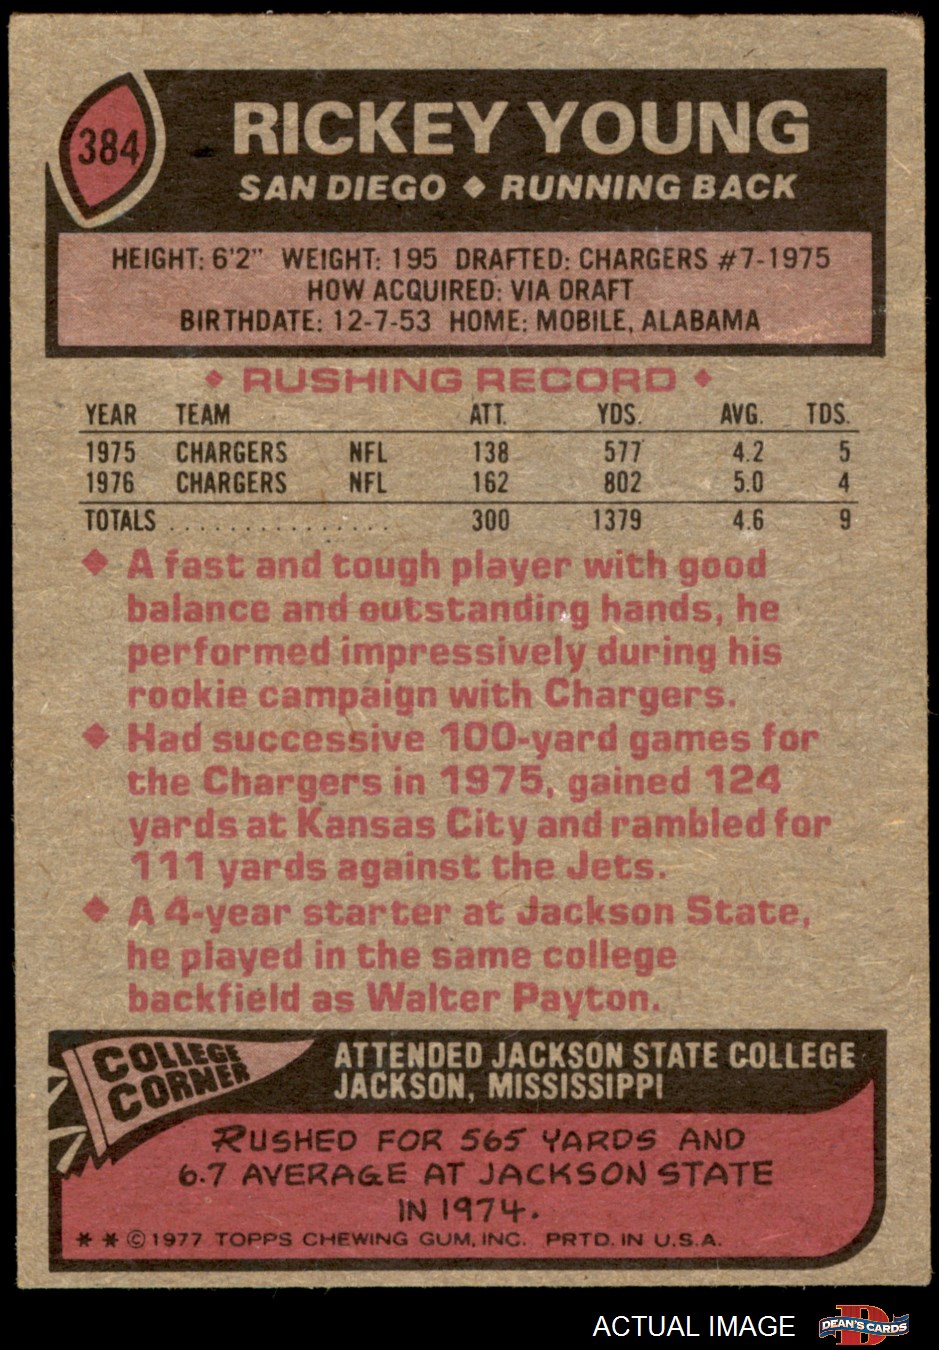 384
RICKEY YOUNG
SAN DIEGO ◆ RUNNING BACK
HEIGHT: 6'2" WEIGHT: 195 DRAFTED: CHARGERS #7-1975
HOW ACQUIRED: VIA DRAFT
BIRTHDATE: 12-7-53 HOME: MOBILE, ALABAMA
◆ RUSHING RECORD ◆
YEAR TEAM ATT. YDS. AVG. TDS.
1975 CHARGERS NFL 138 577 4.2 5
1976 CHARGERS NFL 162 802 5.0 4
TOTALS ................ 300 1379 4.6 9
◆ A fast and tough player with good
balance and outstanding hands, he
performed impressively during his
rookie campaign with Chargers.
◆ Had successive 100-yard games for
the Chargers in 1975, gained 124
yards at Kansas City and rambled for
111 yards against the Jets.
◆ A 4-year starter at Jackson State,
he played in the same college
backfield as Walter Payton.
COLLEGE
CORNER
ATTENDED JACKSON STATE COLLEGE
JACKSON, MISSISSIPPI
RUSHED FOR 565 YARDS AND
6.7 AVERAGE AT JACKSON STATE
IN 1974.
* * © 1977 TOPPS CHEWING GUM, INC. PRTD. IN U.S.A.
ACTUAL IMAGE
D
DEAN'S CARDS